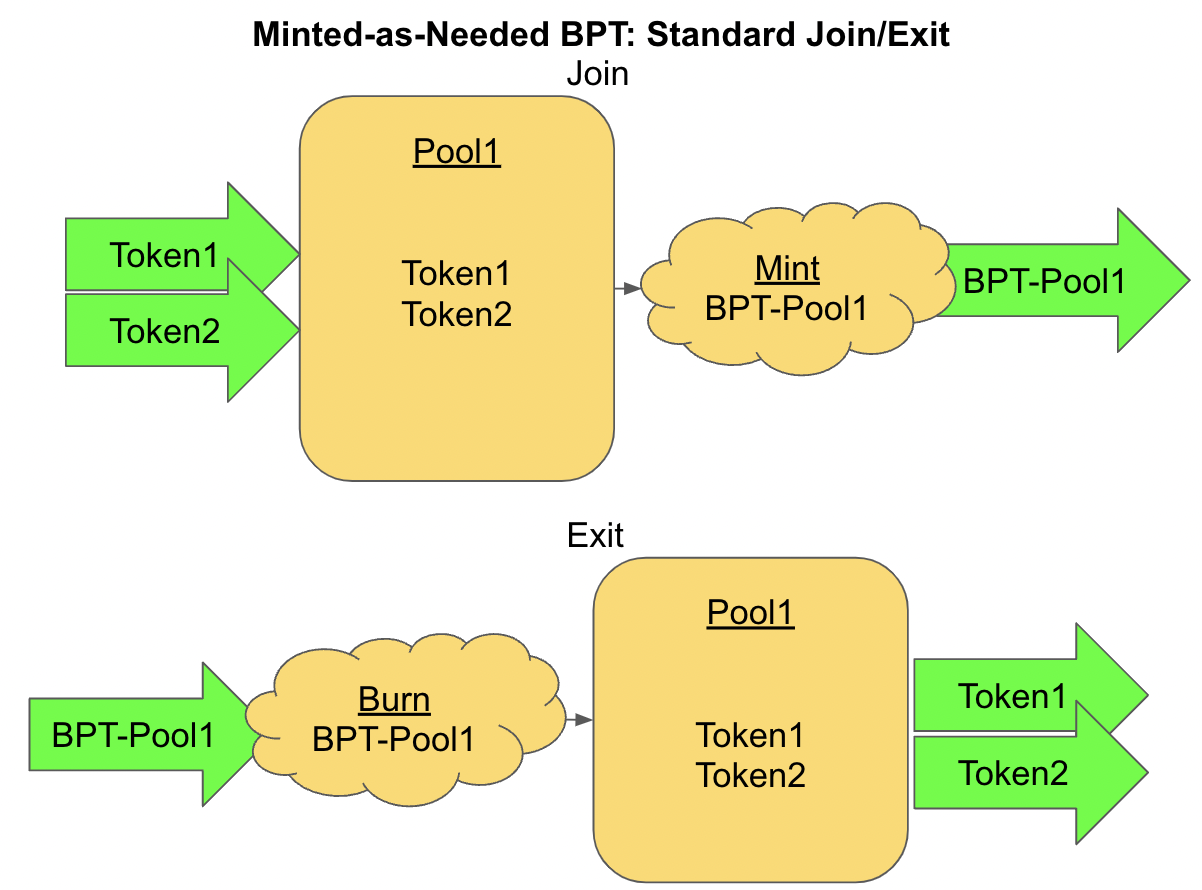 Minted-as-Needed BPT: Standard Join/Exit
Join
Pool1
Token1
Token2
Token1
Token2
Mint
BPT-Pool1
BPT-Pool1
Exit
BPT-Pool1
Burn
BPT-Pool1
Pool1
Token1
Token2
Token1
Token2